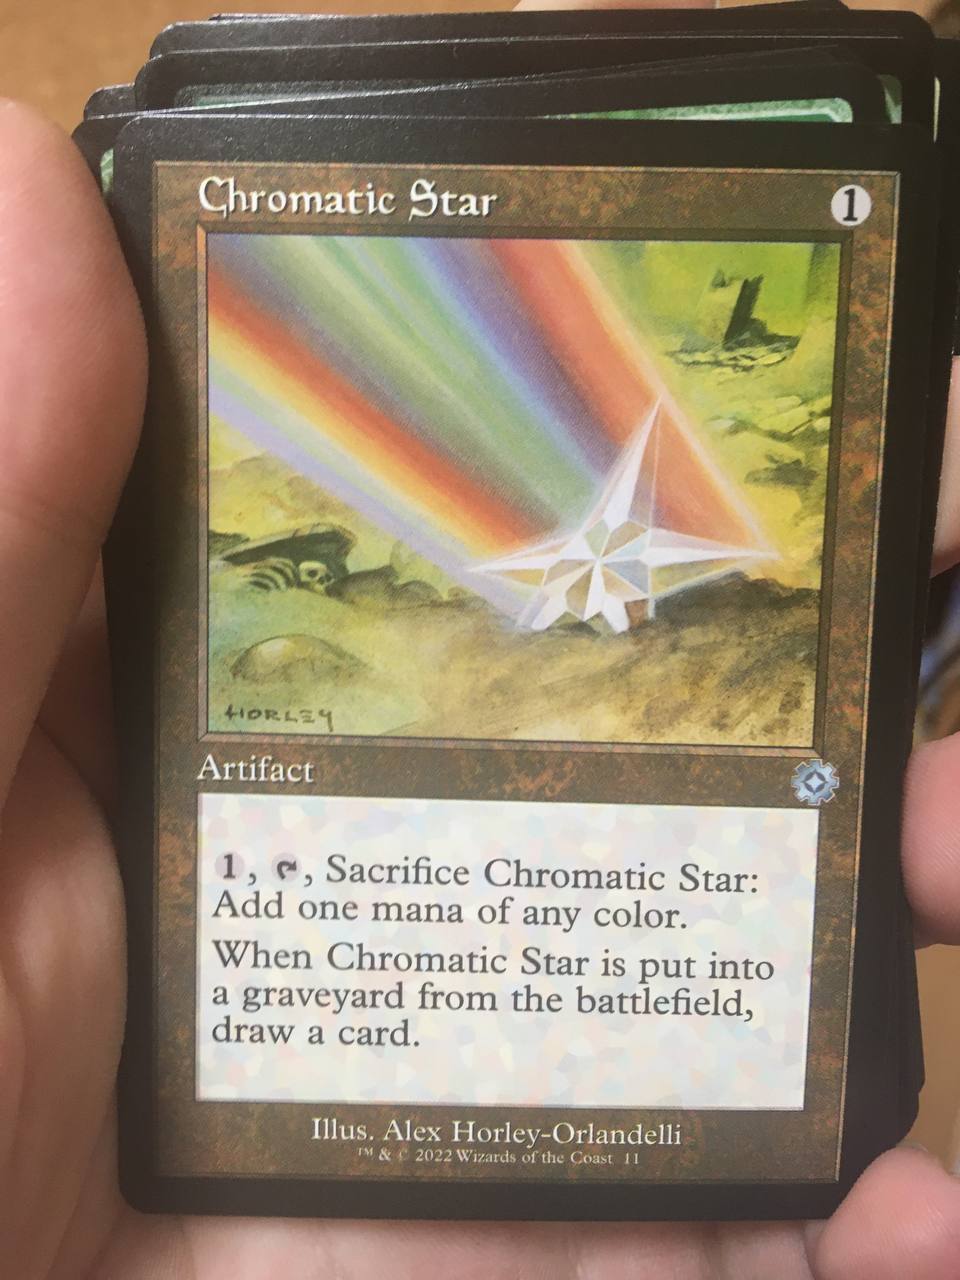 Chromatic Star
1
HORLEY
Artifact
1, , Sacrifice Chromatic Star:
Add one mana of any color.
When Chromatic Star is put into
a graveyard from the battlefield,
draw a card.
Illus. Alex Horley-Orlandelli
™ & © 2022 Wizards of the Coast 11